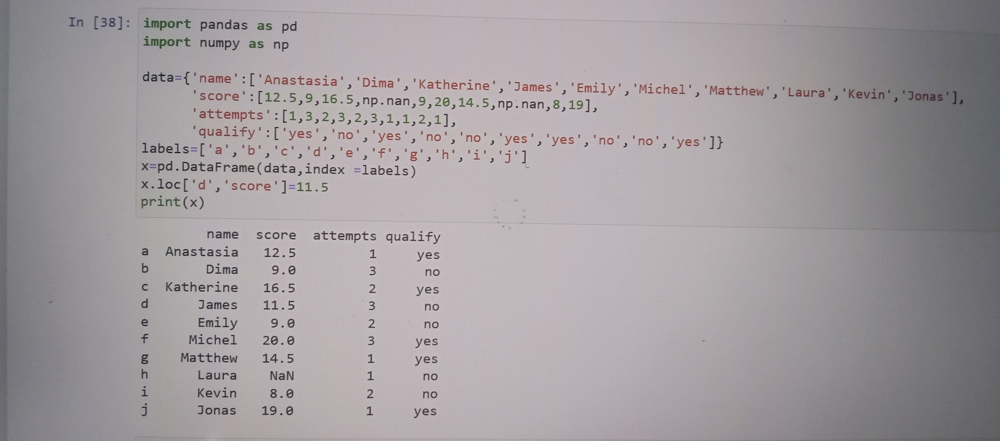 In [38]: import pandas as pd
import numpy as np
data={'name':['Anastasia','Dima','Katherine','James','Emily','Michel','Matthew','Laura','Kevin','Jonas'],
'score':[12.5,9,16.5,np.nan,9,20,14.5,np.nan,8,19],
'attempts':[1,3,2,3,2,3,1,1,2,1],
'qualify':['yes','no','yes','no','no','yes','yes','no','no','yes']}
labels=['a','b','c','d','e','f','g','h','i','j']
x=pd.DataFrame(data,index =labels)
x.loc['d','score']=11.5
print(x)
name score attempts qualify
a Anastasia 12.5 1 yes
b Dima 9.0 3 no
c Katherine 16.5 2 yes
d James 11.5 3 no
e Emily 9.0 2 no
f Michel 20.0 3 yes
g Matthew 14.5 1 yes
h Laura NaN 1 no
i Kevin 8.0 2 no
j Jonas 19.0 1 yes